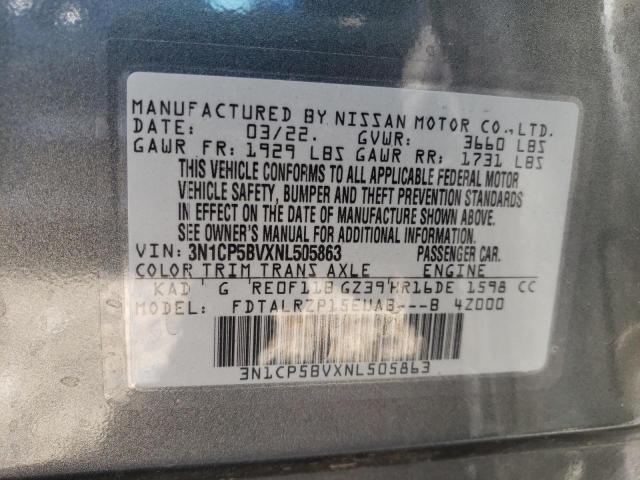 MANUFACTURED BY NISSAN MOTOR CO.,LTD.
DATE: 03/22. GVWR: 3660 LBS
GAWR FR: 1929 LBS GAWR RR: 1731 LBS
THIS VEHICLE CONFORMS TO ALL APPLICABLE FEDERAL MOTOR
VEHICLE SAFETY, BUMPER AND THEFT PREVENTION STANDARDS
IN EFFECT ON THE DATE OF MANUFACTURE SHOWN ABOVE.
SEE OWNER'S MANUAL FOR ADDITIONAL INFORMATION.
VIN: 3N1CP5BVXNL505863 PASSENGER CAR.
COLOR TRIM TRANS AXLE ENGINE
KAD G RE0F11B GZ39 HR16DE 1598 CC
MODEL: FDTALRZP15EUAB---B 4Z000
3N1CP5BVXNL505863